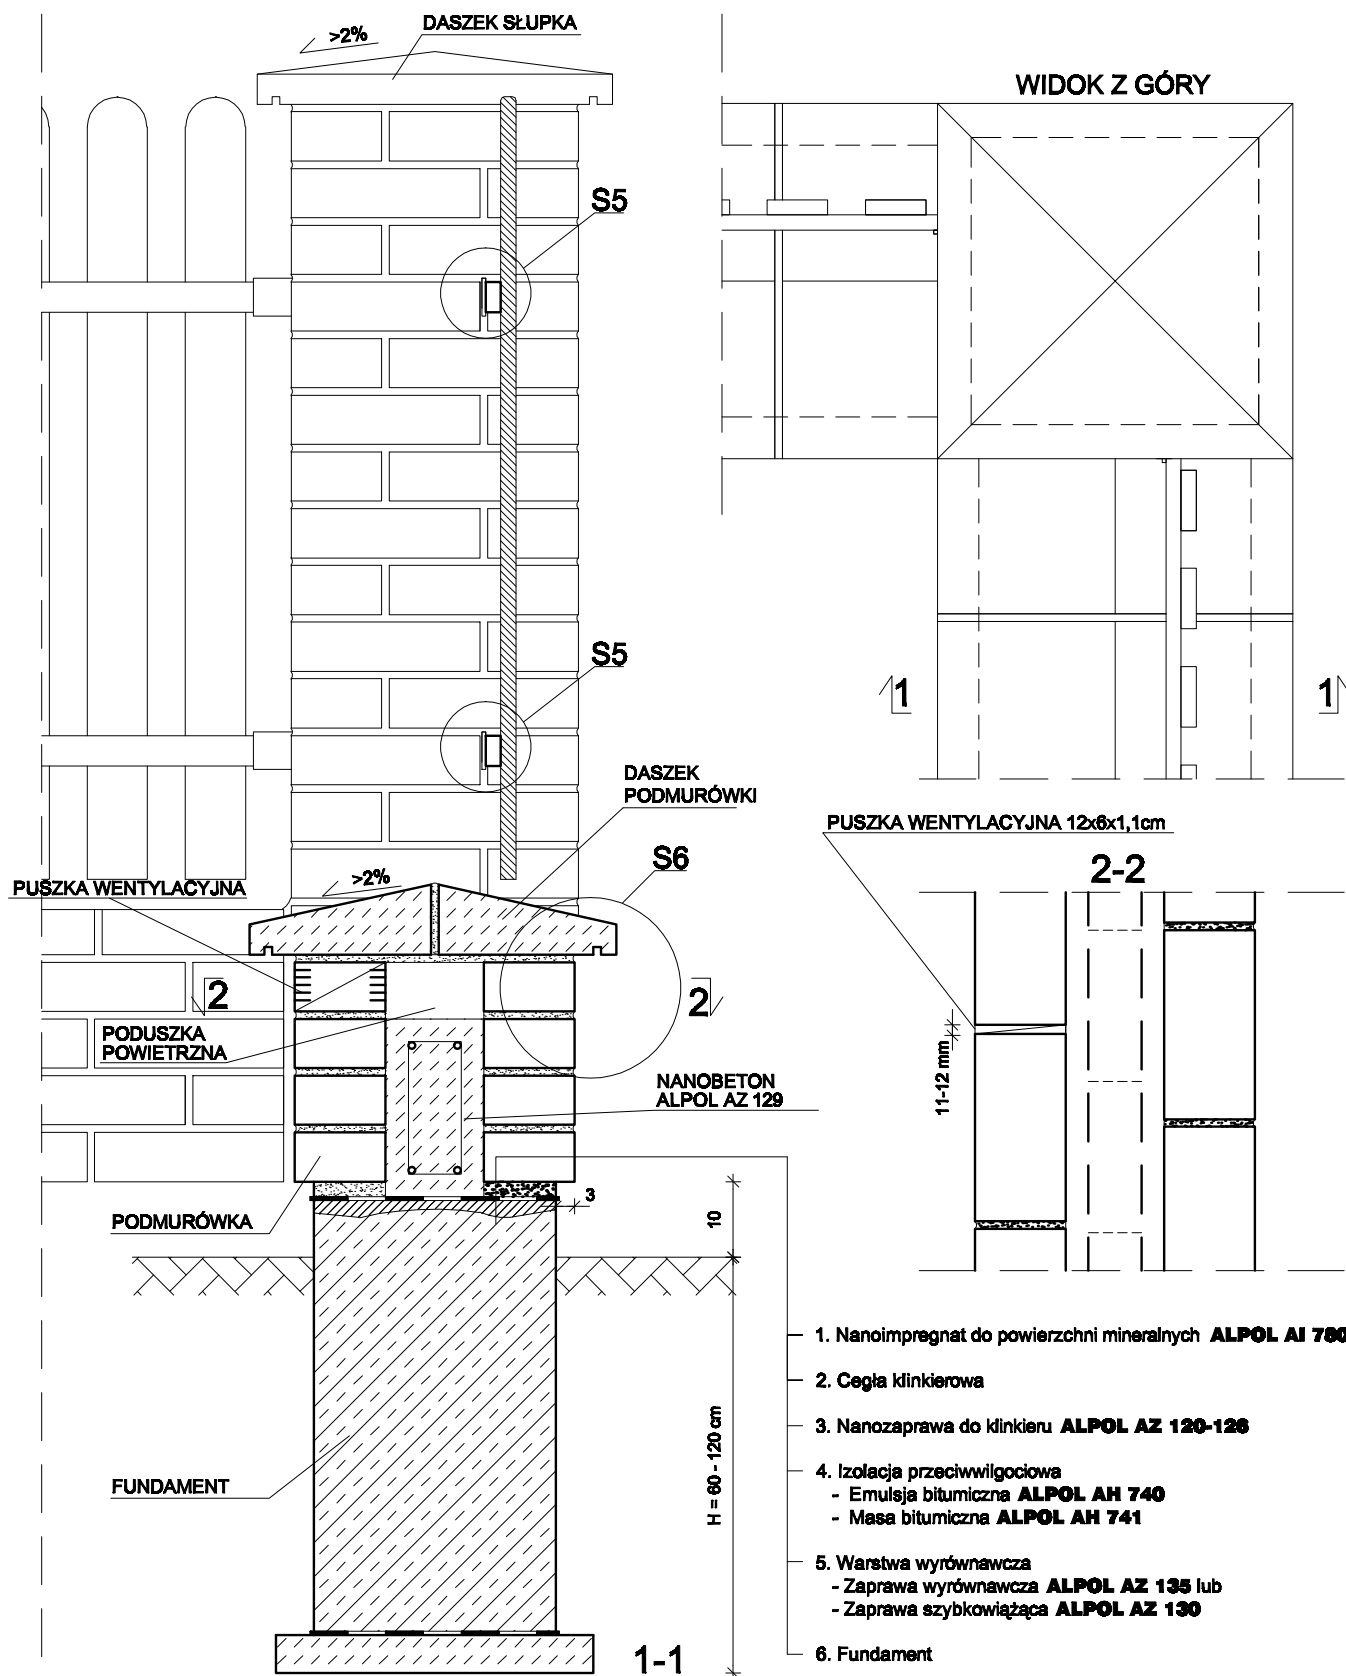 >2%
DASZEK SŁUPKA
WIDOK Z GÓRY
S5
S5
1
1
DASZEK
PODMURÓWKI
PUSZKA WENTYLACYJNA 12x6x1,1cm
2-2
S6
>2%
PUSZKA WENTYLACYJNA
2
2
PODUSZKA
POWIETRZNA
NANOBETON
ALPOL AZ 129
11-12 mm
3
10
PODMURÓWKA
H = 60 - 120 cm
FUNDAMENT
1. Nanoimpregnat do powierzchni mineralnych ALPOL AI 780
2. Cegła klinkierowa
3. Nanozaprawa do klinkieru ALPOL AZ 120-126
4. Izolacja przeciwwilgociowa
- Emulsja bitumiczna ALPOL AH 740
- Masa bitumiczna ALPOL AH 741
5. Warstwa wyrównawcza
- Zaprawa wyrównawcza ALPOL AZ 135 lub
- Zaprawa szybkowiążąca ALPOL AZ 130
6. Fundament
1-1